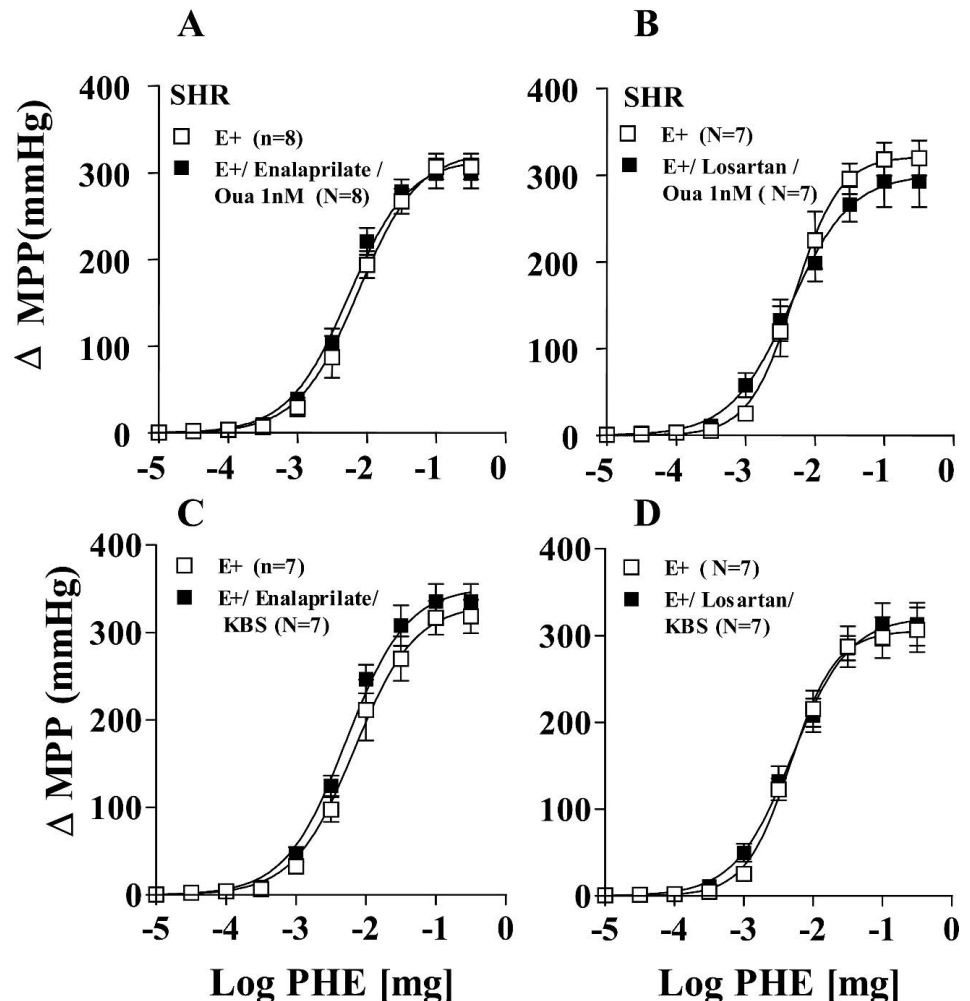 A
B
400
300
200
100
0
Δ MPP(mmHg)
SHR
E+ (n=8)
E+/ Enalaprilate /
Oua 1nM (N=8)
-5 -4 -3 -2 -1 0
400
300
200
100
0
SHR
E+ (N=7)
E+/ Losartan /
Oua 1nM ( N=7)
-5 -4 -3 -2 -1 0
C
D
400
300
200
100
0
Δ MPP (mmHg)
E+ (n=7)
E+/ Enalaprilate/
KBS (N=7)
-5 -4 -3 -2 -1 0
Log PHE [mg]
400
300
200
100
0
E+ ( N=7)
E+/ Losartan/
KBS (N=7)
-5 -4 -3 -2 -1 0
Log PHE [mg]